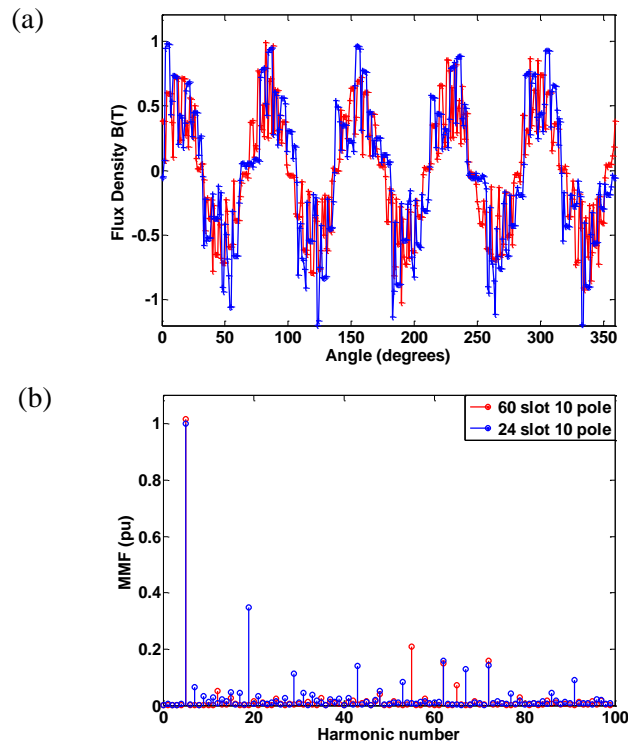 (a)
Flux Density B(T)
1
0.5
0
-0.5
-1
0 50 100 150 200 250 300 350
Angle (degrees)
(b)
MMF (pu)
1
0.8
0.6
0.4
0.2
0
0 20 40 60 80 100
Harmonic number
60 slot 10 pole
24 slot 10 pole